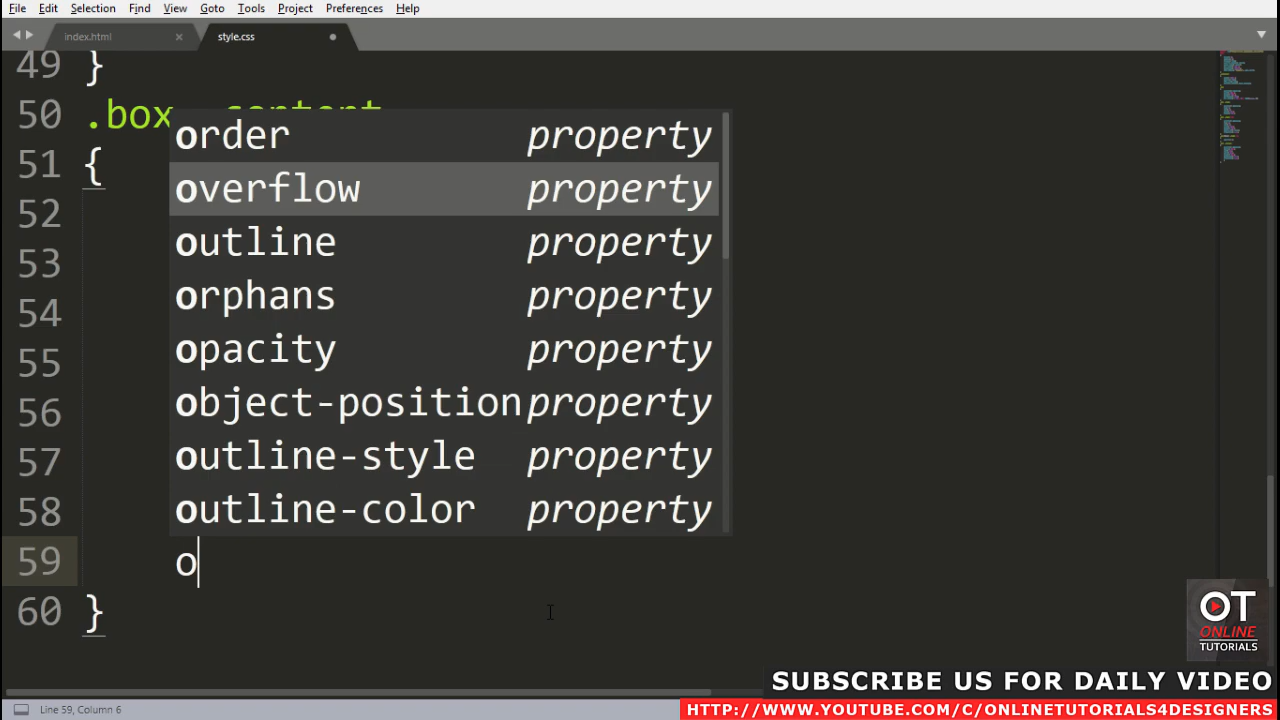 File Edit Selection Find View Goto Tools Project Preferences Help
index.html × style.css
49 }
50 .box .content
51 {
52 order property
53 overflow property
54 outline property
55 orphans property
56 opacity property
57 object-position property
58 outline-style property
outline-color property
59 o
60 }
OT
ONLINE
TUTORIALS
SUBSCRIBE US FOR DAILY VIDEO
Line 59, Column 6
HTTP://WWW.YOUTUBE.COM/C/ONLINETUTORIALS4DESIGNERS